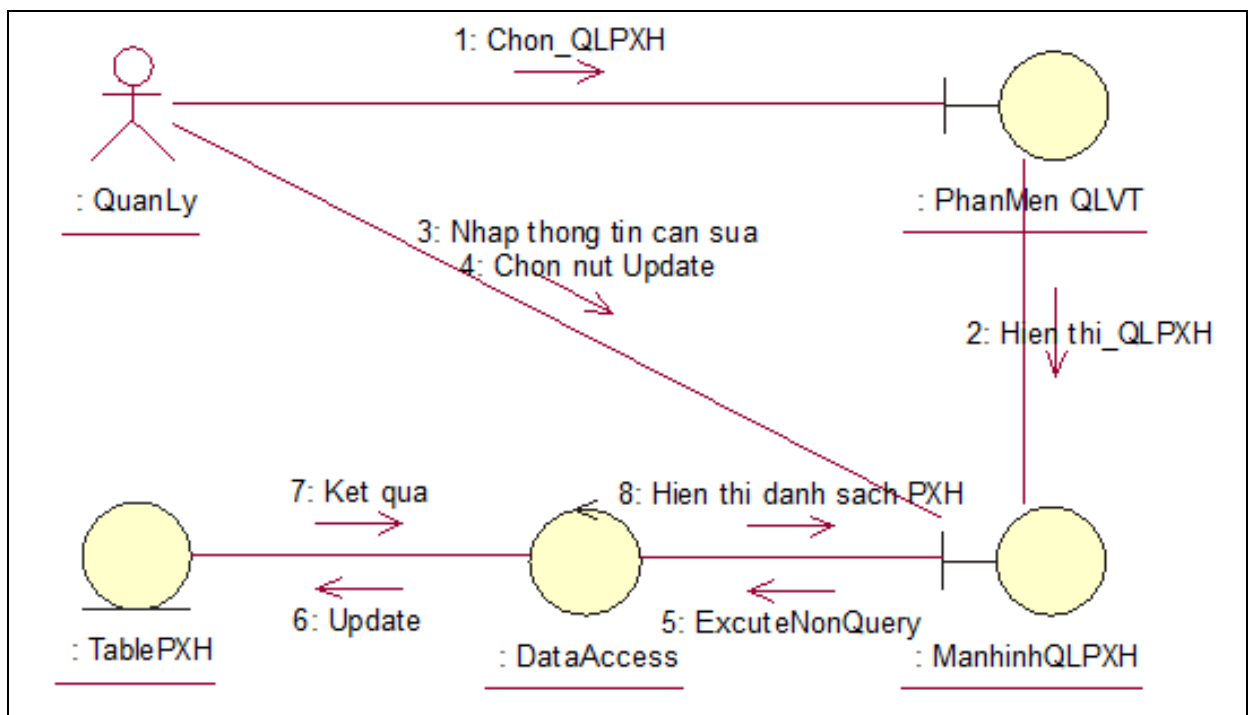 1: Chon_QLPXH
: QuanLy
: PhanMen QLVT
3: Nhap thong tin can sua
4: Chon nut Update
2: Hien thi_QLPXH
7: Ket qua
8: Hien thi danh sach PXH
6: Update
5: ExcuteNonQuery
: TablePXH
: DataAccess
: ManhinhQLPXH